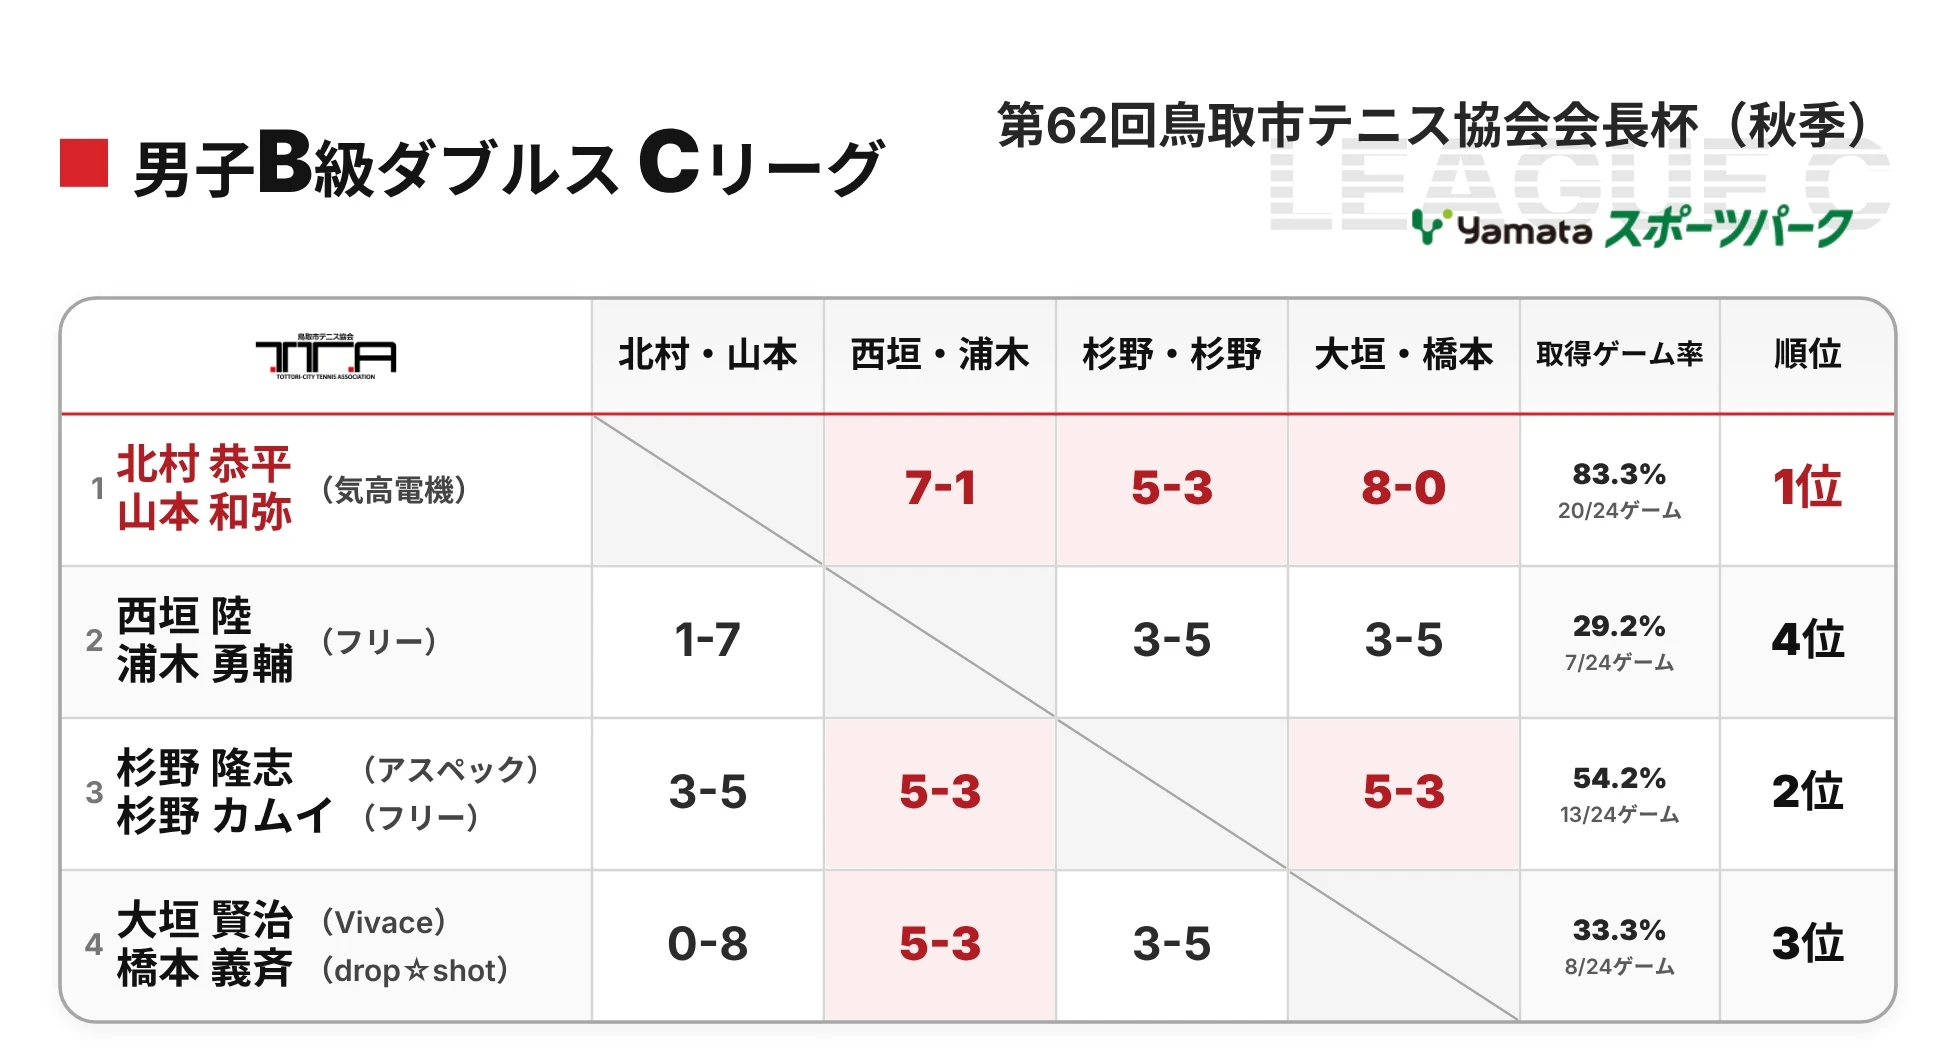 男子B級ダブルス Cリーグ
第62回鳥取市テニス協会会長杯（秋季）
LEAGUE C
Yamata スポーツパーク
鳥取市テニス協会
TTA
TOTTORI-CITY TENNIS ASSOCIATION
北村・山本 西垣・浦木 杉野・杉野 大垣・橋本 取得ゲーム率 順位
1 北村 恭平 山本 和弥 （気高電機） 7-1 5-3 8-0 83.3% 20/24ゲーム 1位
2 西垣 陸 浦木 勇輔 （フリー） 1-7 3-5 3-5 29.2% 7/24ゲーム 4位
3 杉野 隆志 （アスペック） 杉野 カムイ （フリー） 3-5 5-3 5-3 54.2% 13/24ゲーム 2位
4 大垣 賢治 （Vivace） 橋本 義斉 （drop☆shot） 0-8 5-3 3-5 33.3% 8/24ゲーム 3位